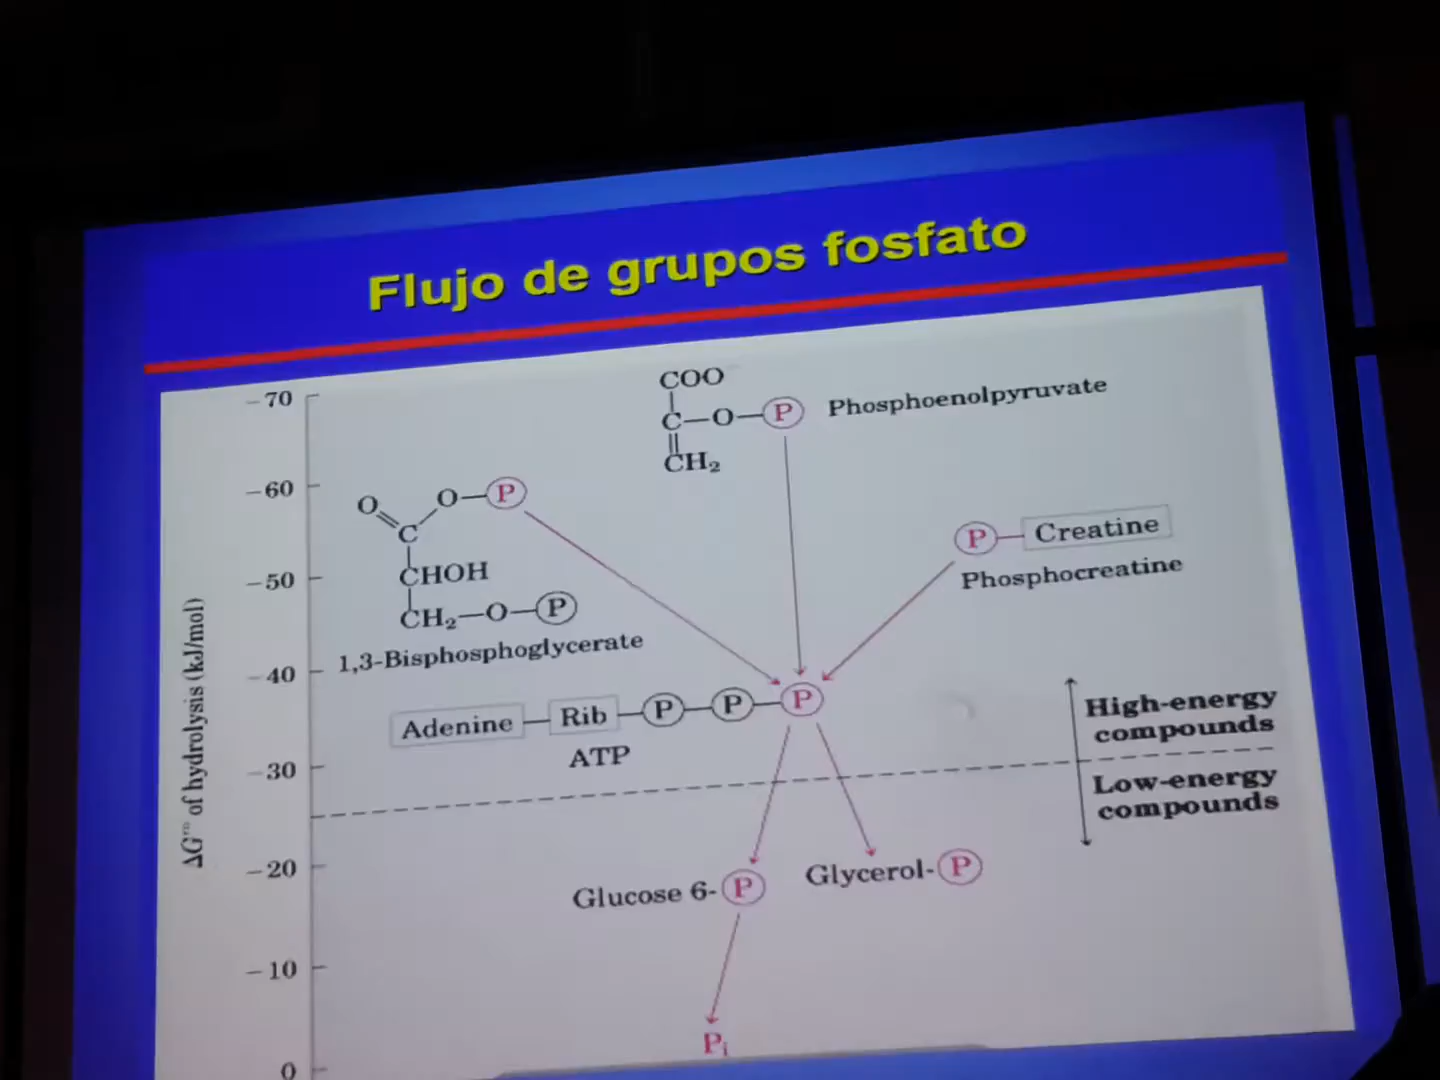 Flujo de grupos fosfato
ΔG'° of hydrolysis (kJ/mol)
-70
-60
-50
-40
-30
-20
-10
0
COO
C—O—P
CH₂
Phosphoenolpyruvate
O
O—P
C
CHOH
CH₂—O—P
1,3-Bisphosphoglycerate
P—Creatine
Phosphocreatine
Adenine—Rib—P—P—P
ATP
High-energy
compounds
Low-energy
compounds
Glucose 6-P
Glycerol-P
Pi